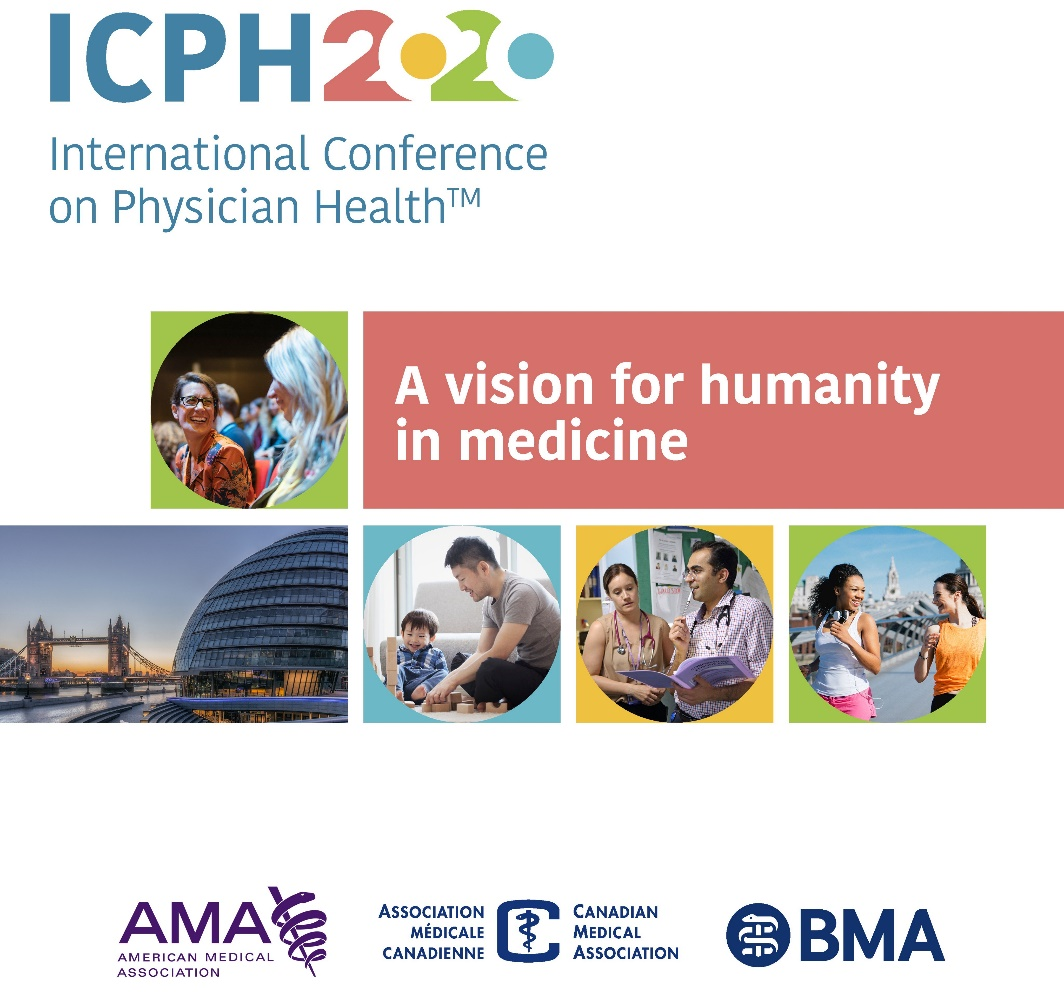 ICPH2020
International Conference
on Physician Health™
A vision for humanity
in medicine
AMA
AMERICAN MEDICAL
ASSOCIATION
ASSOCIATION
MÉDICALE
CANADIENNE
CANADIAN
MEDICAL
ASSOCIATION
BMA